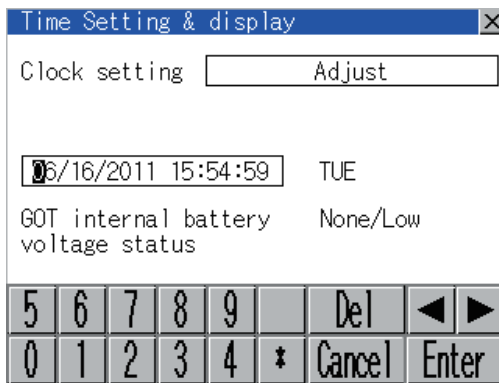 Time Setting & display ×
Clock setting Adjust
06/16/2011 15:54:59 TUE
GOT internal battery None/Low
voltage status
5 6 7 8 9 Del ◀ ▶
0 1 2 3 4 * Cancel Enter